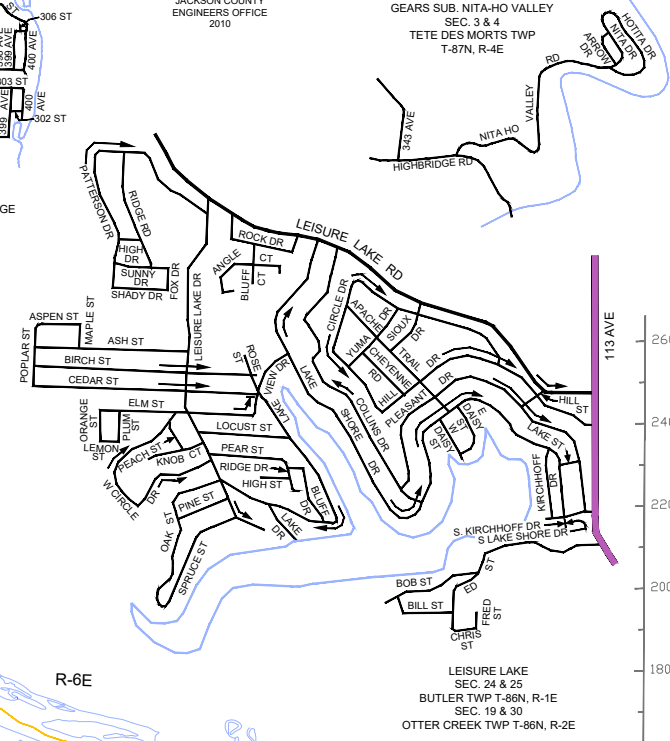 JACKSON COUNTY
ENGINEERS OFFICE
2010
GEARS SUB. NITA-HO VALLEY
SEC. 3 & 4
TETE DES MORTS TWP
T-87N, R-4E
306 ST
399 AVE
400 AVE
303 ST
399 AVE
400 AVE
302 ST
GE
HOTITA DR
NITA DR
ARROW DR
RD
VALLEY
NITA HO
343 AVE
HIGHBRIDGE RD
PATTERSON DR
RIDGE RD
HIGH DR
SUNNY DR
SHADY DR
FOX DR
LEISURE LAKE DR
ROCK DR
ANGLE CT
BLUFF CT
LEISURE LAKE RD
113 AVE
CIRCLE DR
APACHE DR
SIOUX DR
YUMA RD
CHEYENNE TRAIL
HILL DR
PLEASANT DR
COLLINS DR
LAKE SHORE DR
ASPEN ST
MAPLE ST
POPLAR ST
ASH ST
BIRCH ST
CEDAR ST
ROSE ST
LAKE VIEW DR
ELM ST
ORANGE ST
PLUM ST
LEMON ST
LOCUST ST
PEACH ST
KNOB CT
PEAR ST
RIDGE DR
HIGH ST
BLUFF DR
W CIRCLE DR
PINE ST
OAK ST
SPRUCE ST
LAKE DR
E DAISY ST
W DAISY ST
HILL ST
LAKE ST
KIRCHHOFF DR
S. KIRCHHOFF DR
S LAKE SHORE DR
BOB ST
ED ST
BILL ST
FRED ST
CHRIS ST
240
220
200
180
R-6E
LEISURE LAKE
SEC. 24 & 25
BUTLER TWP T-86N, R-1E
SEC. 19 & 30
OTTER CREEK TWP T-86N, R-2E